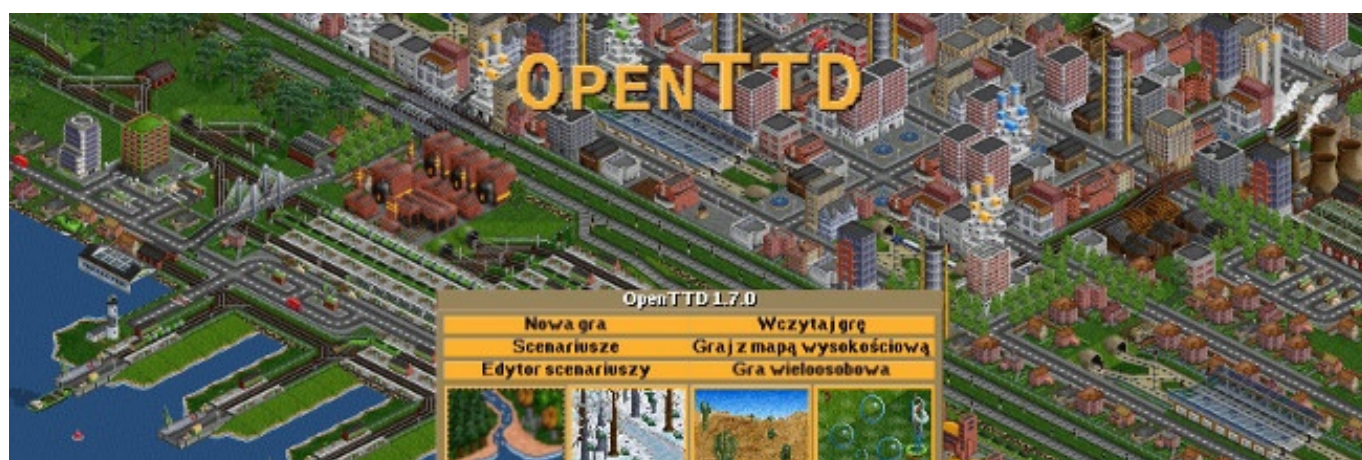 OPENTTD
OpenTTD 1.7.0
Nowa gra Wczytaj grę
Scenariusze Graj z mapą wysokościową
Edytor scenariuszy Gra wieloosobowa